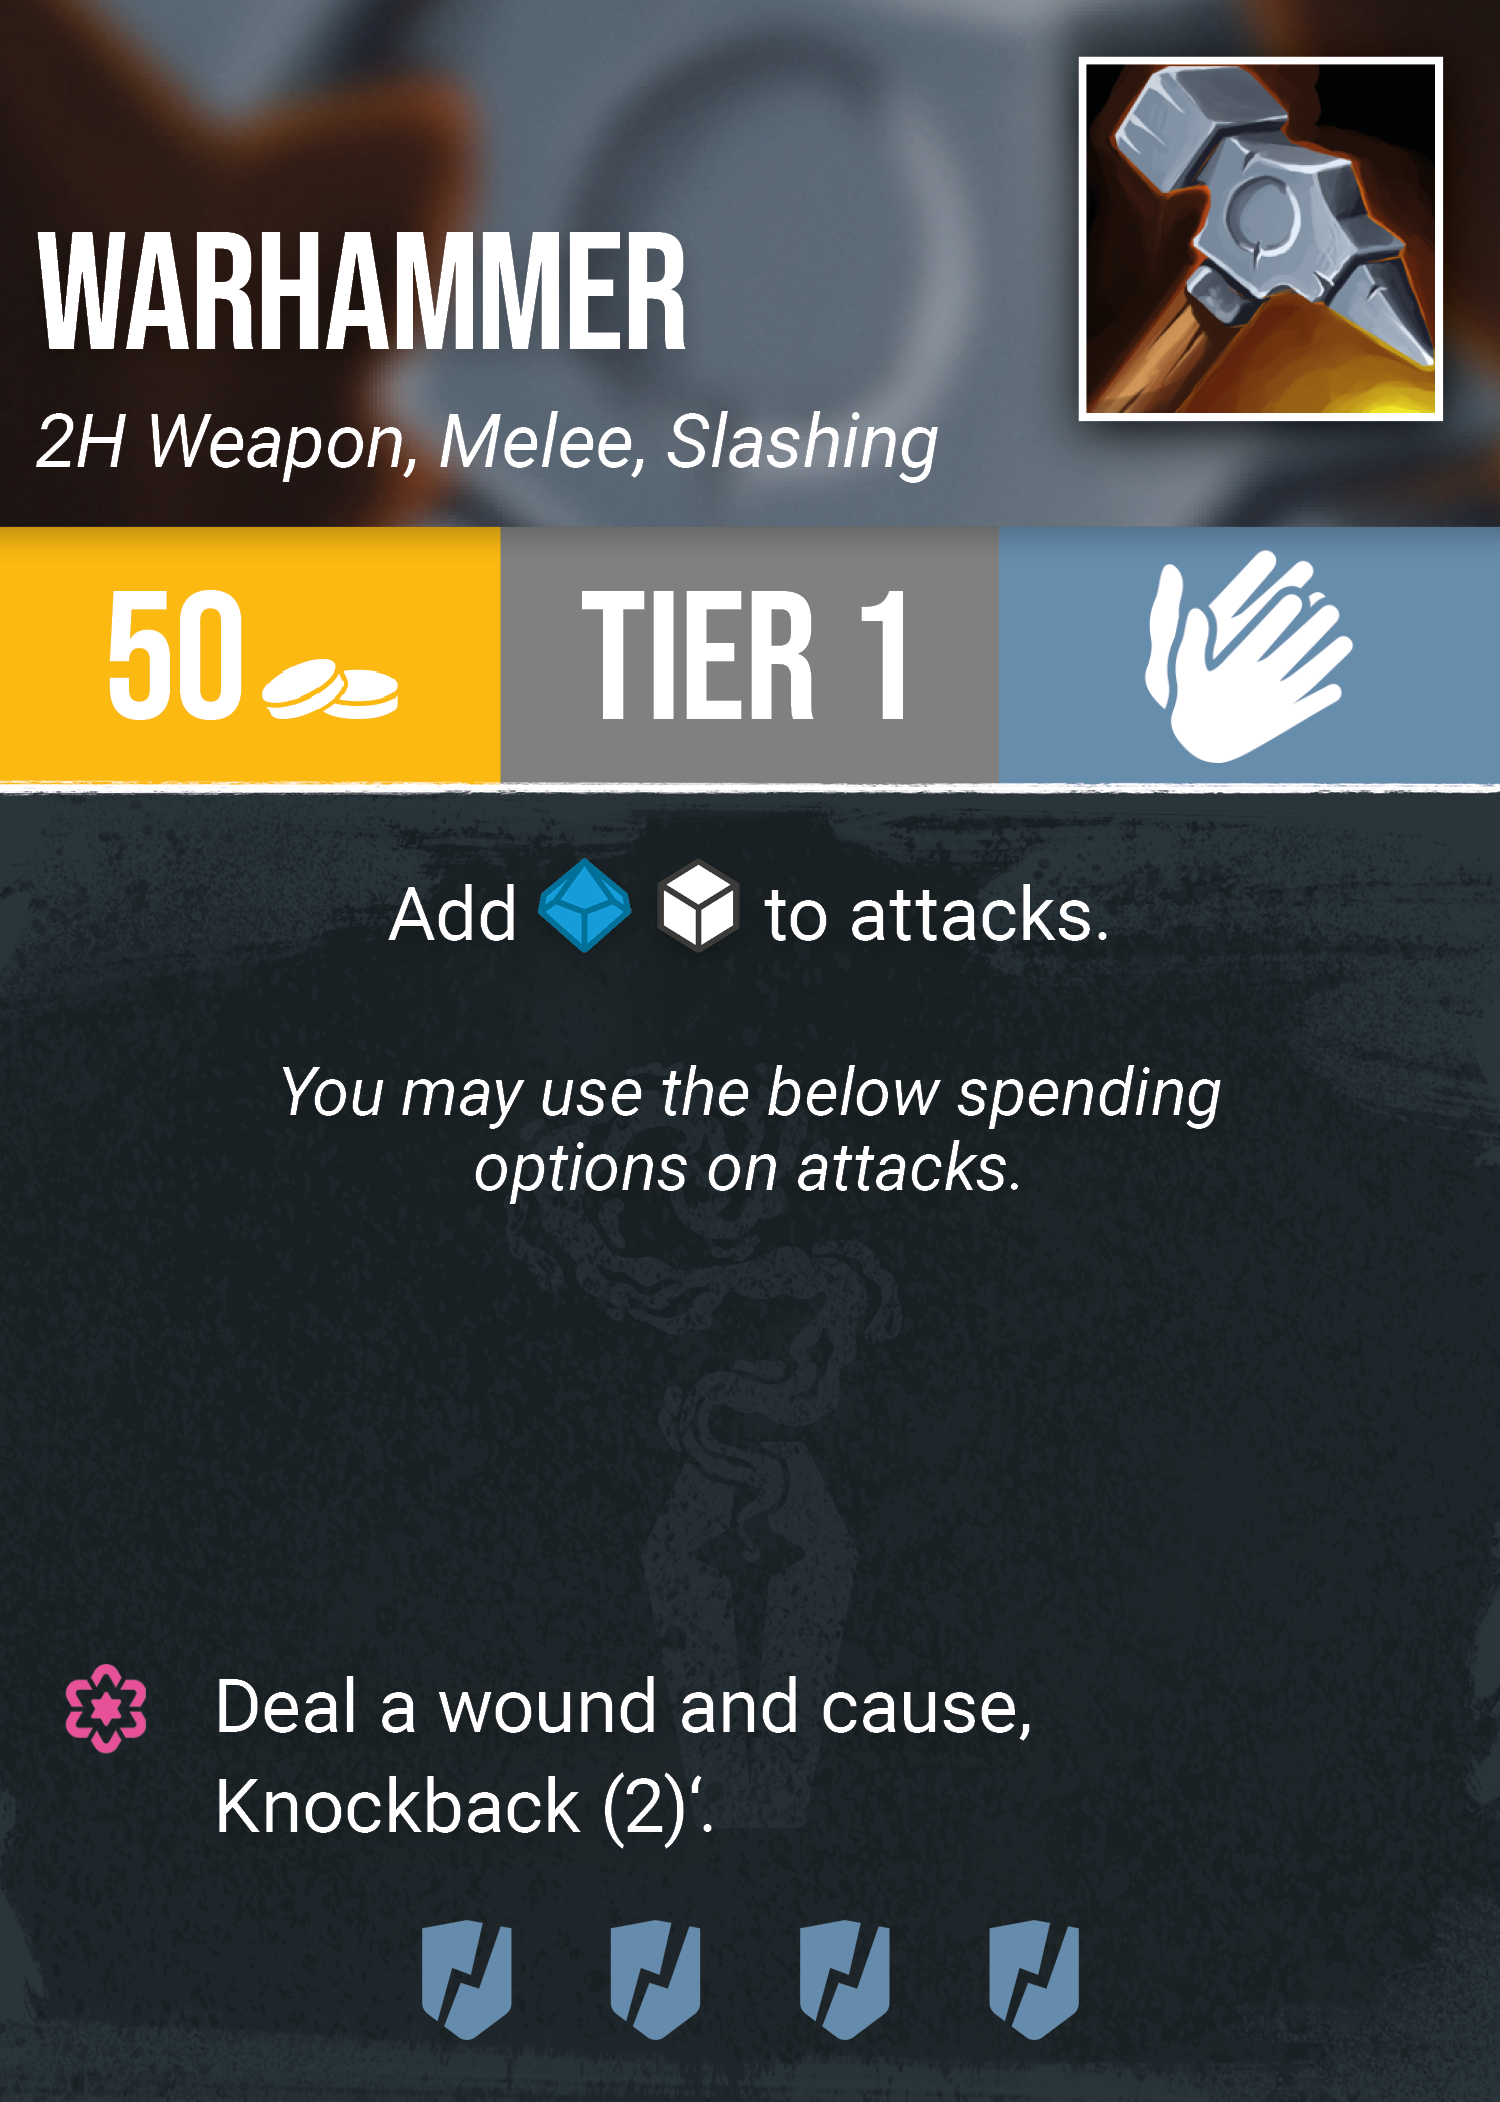 WARHAMMER
2H Weapon, Melee, Slashing
50
TIER 1
Add to attacks.
You may use the below spending
options on attacks.
Deal a wound and cause,
Knockback (2)‘.